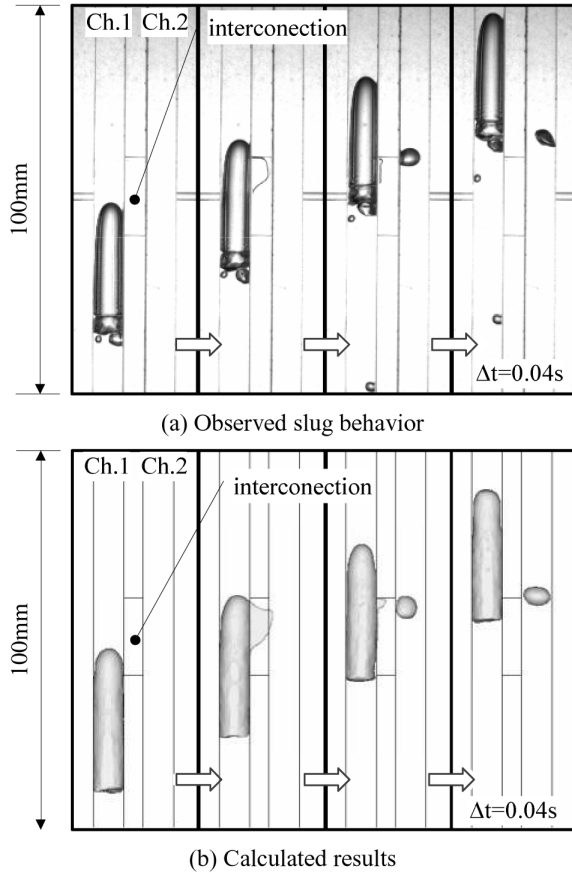 Ch.1 Ch.2 interconection
100mm
Δt=0.04s
(a) Observed slug behavior
Ch.1 Ch.2
interconection
100mm
Δt=0.04s
(b) Calculated results